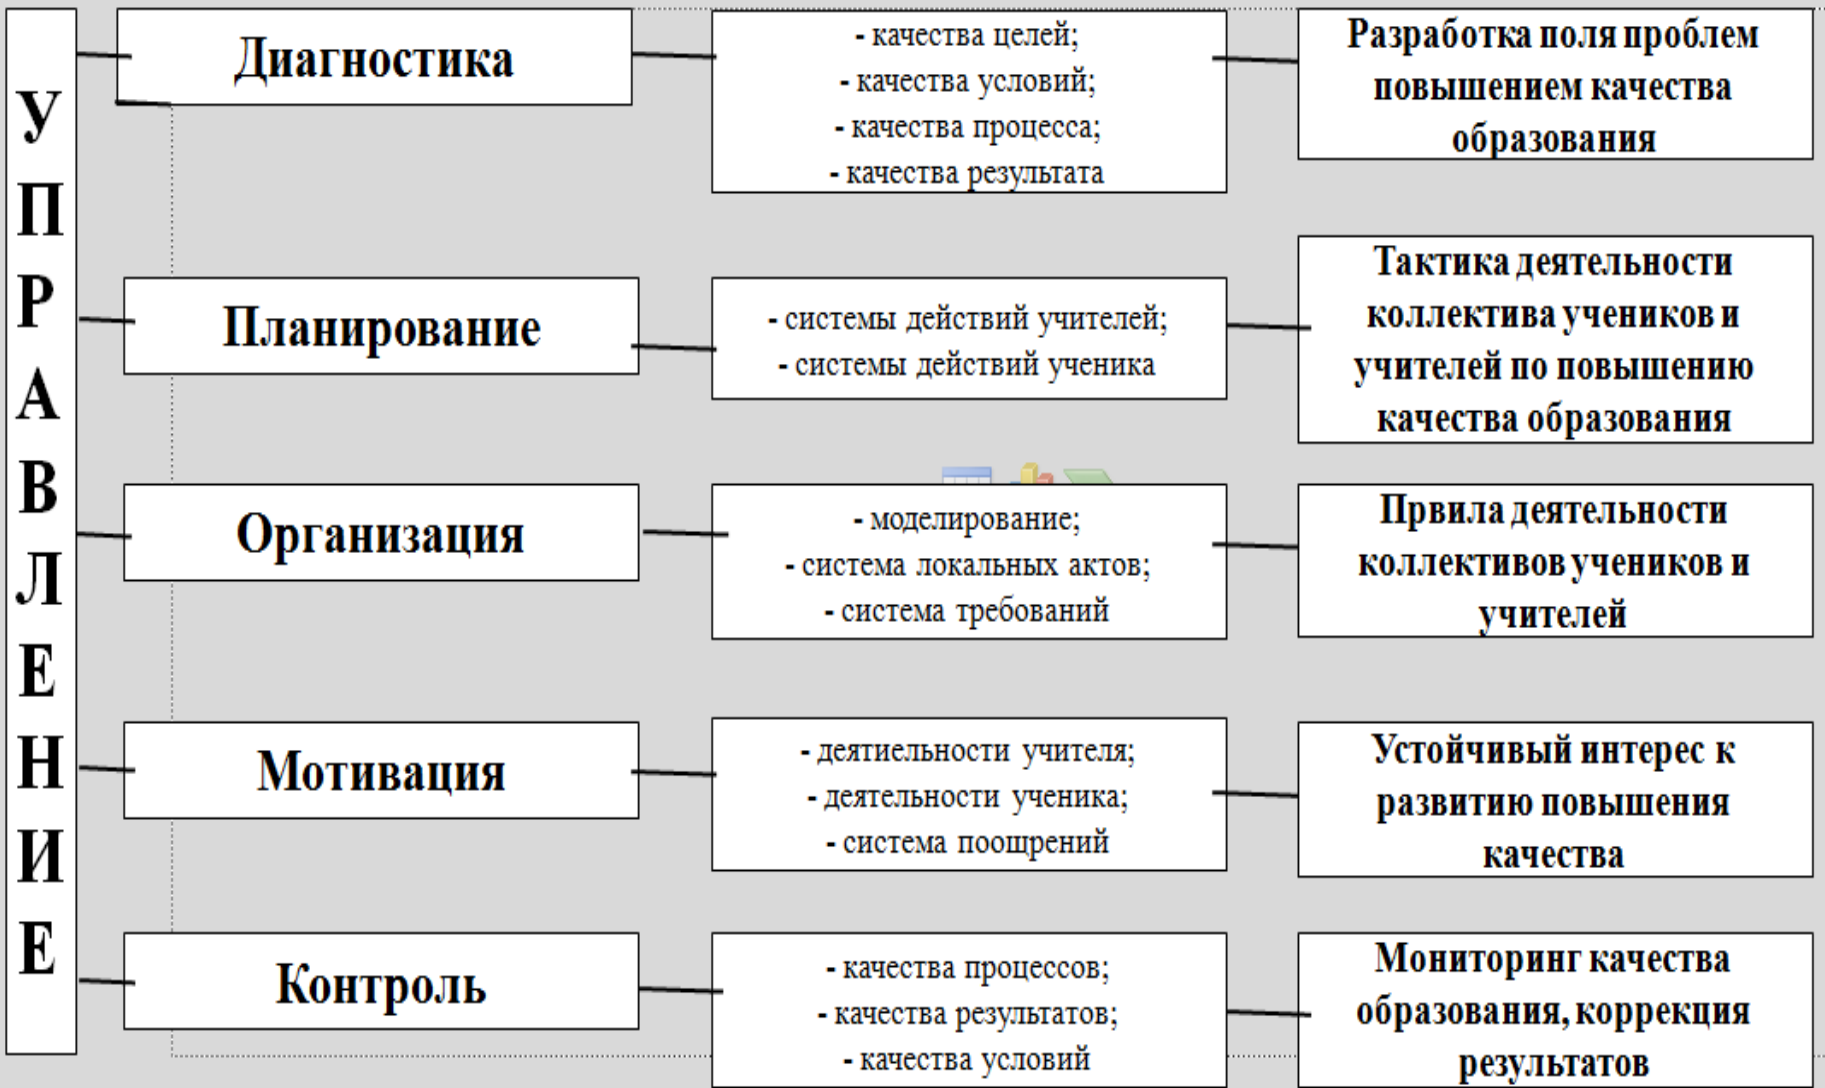 УПРАВЛЕНИЕ
Диагностика
- качества целей;
- качества условий;
- качества процесса;
- качества результата
Разработка поля проблем
повышением качества
образования
Планирование
- системы действий учителей;
- системы действий ученика
Тактика деятельности
коллектива учеников и
учителей по повышению
качества образования
Организация
- моделирование;
- система локальных актов;
- система требований
Првила деятельности
коллективов учеников и
учителей
Мотивация
- деятиельности учителя;
- деятельности ученика;
- система поощрений
Устойчивый интерес к
развитию повышения
качества
Контроль
- качества процессов;
- качества результатов;
- качества условий
Мониторинг качества
образования, коррекция
результатов